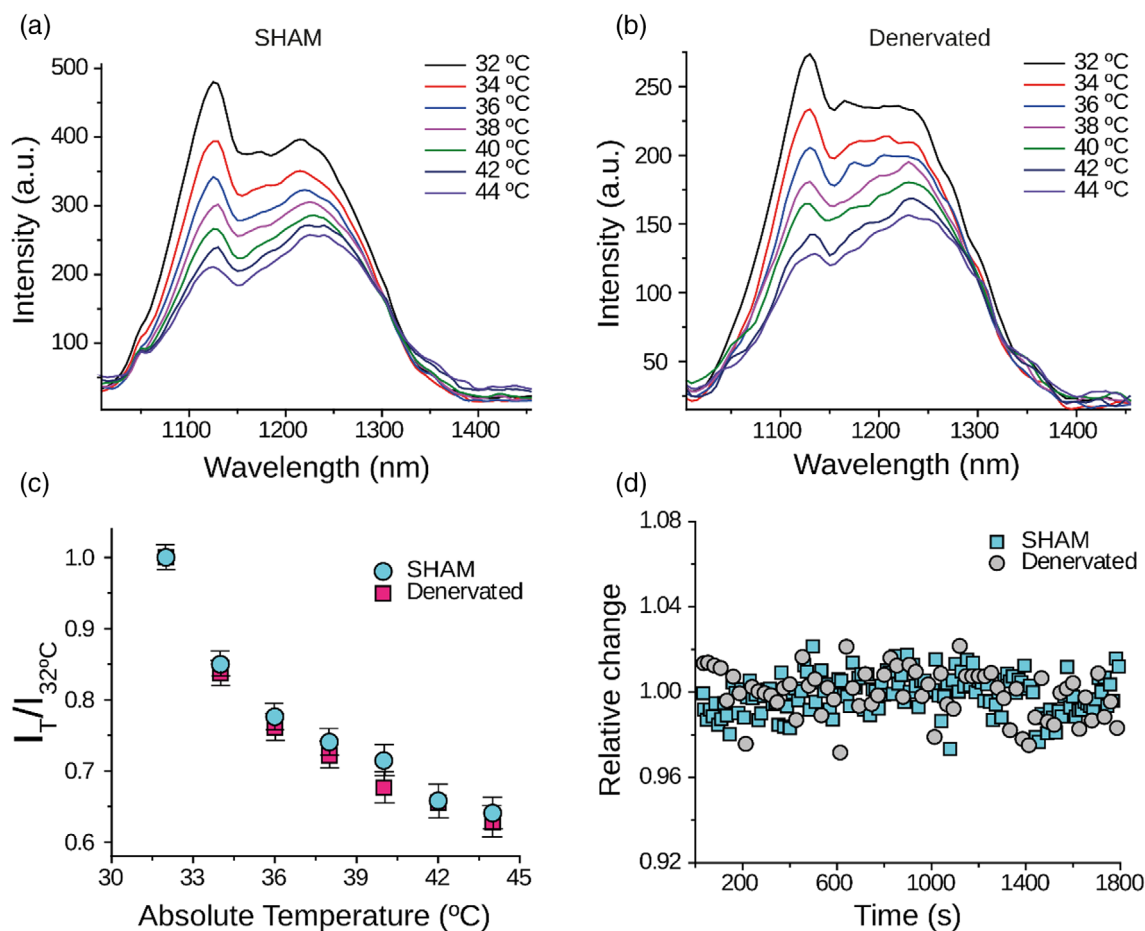 (a)
SHAM
500
400
300
200
100
Intensity (a.u.)
1100 1200 1300 1400
Wavelength (nm)
32 ºC
34 ºC
36 ºC
38 ºC
40 ºC
42 ºC
44 ºC
(b)
Denervated
250
200
150
100
50
Intensity (a.u.)
1100 1200 1300 1400
Wavelength (nm)
32 ºC
34 ºC
36 ºC
38 ºC
40 ºC
42 ºC
44 ºC
(c)
1.0
0.9
0.8
0.7
0.6
I_T/I_32ºC
SHAM
Denervated
30 33 36 39 42 45
Absolute Temperature (ºC)
(d)
1.08
1.04
1.00
0.96
0.92
Relative change
SHAM
Denervated
200 600 1000 1400 1800
Time (s)